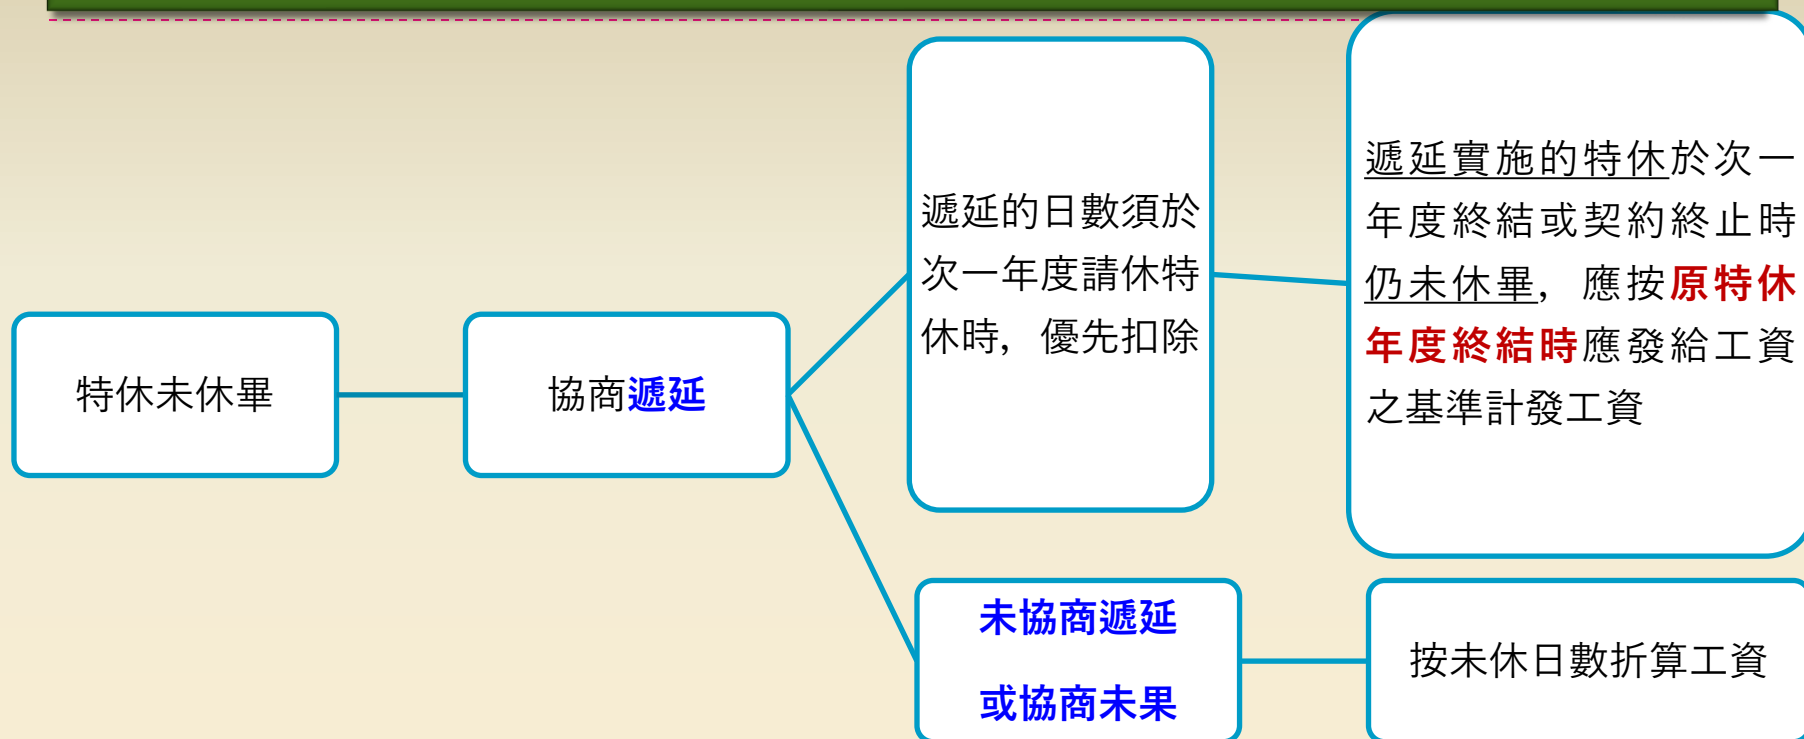 特休未休畢
協商遞延
遞延的日數須於
次一年度請休特
休時，優先扣除
遞延實施的特休於次一
年度終結或契約終止時
仍未休畢，應按原特休
年度終結時應發給工資
之基準計發工資
未協商遞延
或協商未果
按未休日數折算工資